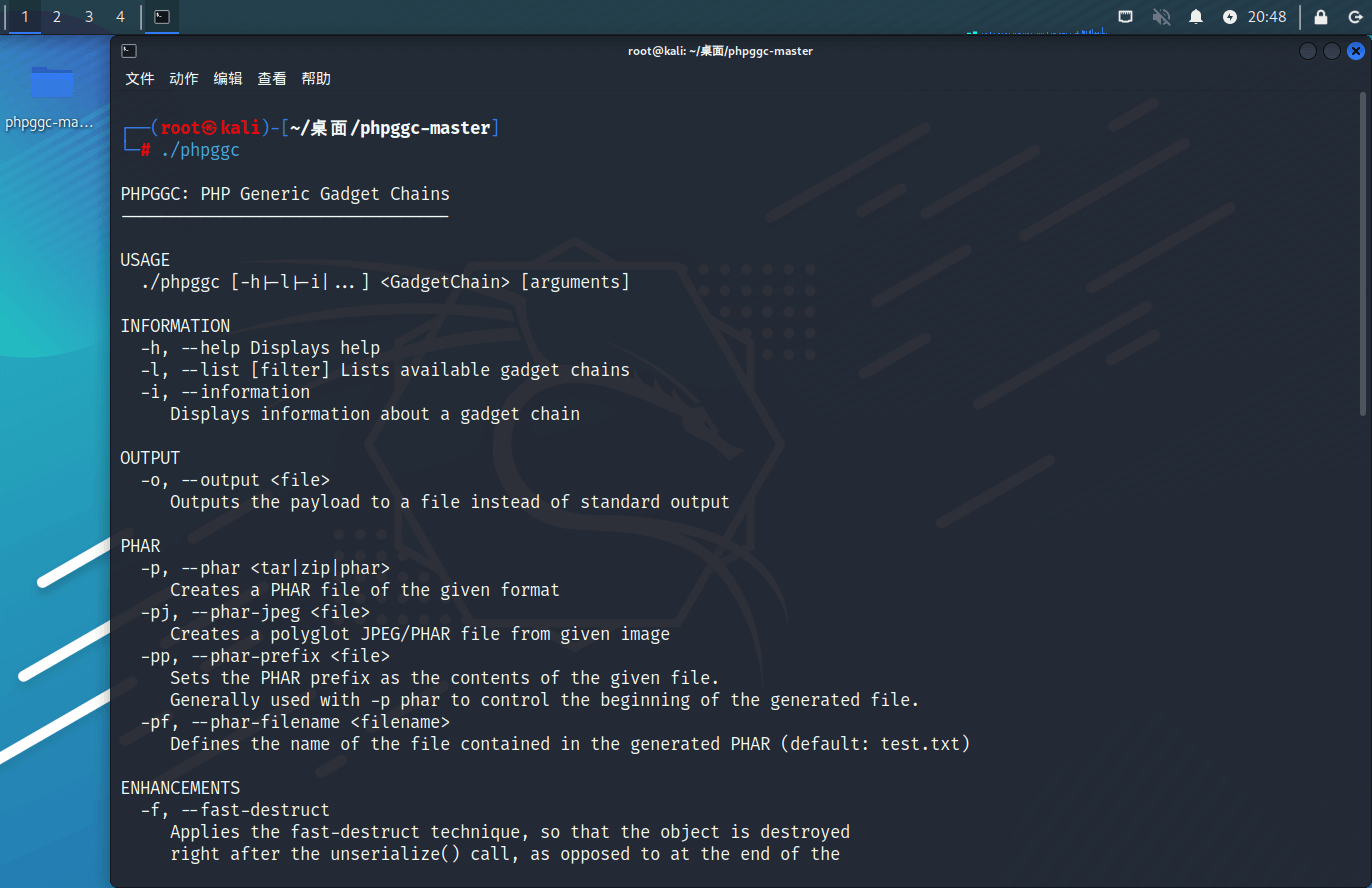 1 2 3 4 20:48
phpggc-ma...
root@kali: ~/桌面/phpggc-master
文件 动作 编辑 查看 帮助
┌──(root㉿kali)-[~/桌面/phpggc-master]
└─# ./phpggc
PHPGGC: PHP Generic Gadget Chains
---------------------------------
USAGE
./phpggc [-h|-l|-i|...] <GadgetChain> [arguments]
INFORMATION
-h, --help Displays help
-l, --list [filter] Lists available gadget chains
-i, --information
Displays information about a gadget chain
OUTPUT
-o, --output <file>
Outputs the payload to a file instead of standard output
PHAR
-p, --phar <tar|zip|phar>
Creates a PHAR file of the given format
-pj, --phar-jpeg <file>
Creates a polyglot JPEG/PHAR file from given image
-pp, --phar-prefix <file>
Sets the PHAR prefix as the contents of the given file.
Generally used with -p phar to control the beginning of the generated file.
-pf, --phar-filename <filename>
Defines the name of the file contained in the generated PHAR (default: test.txt)
ENHANCEMENTS
-f, --fast-destruct
Applies the fast-destruct technique, so that the object is destroyed
right after the unserialize() call, as opposed to at the end of the